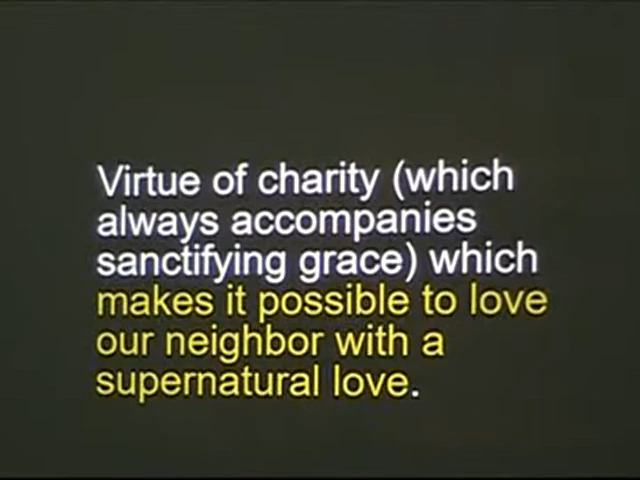 Virtue of charity (which
always accompanies
sanctifying grace) which
makes it possible to love
our neighbor with a
supernatural love.